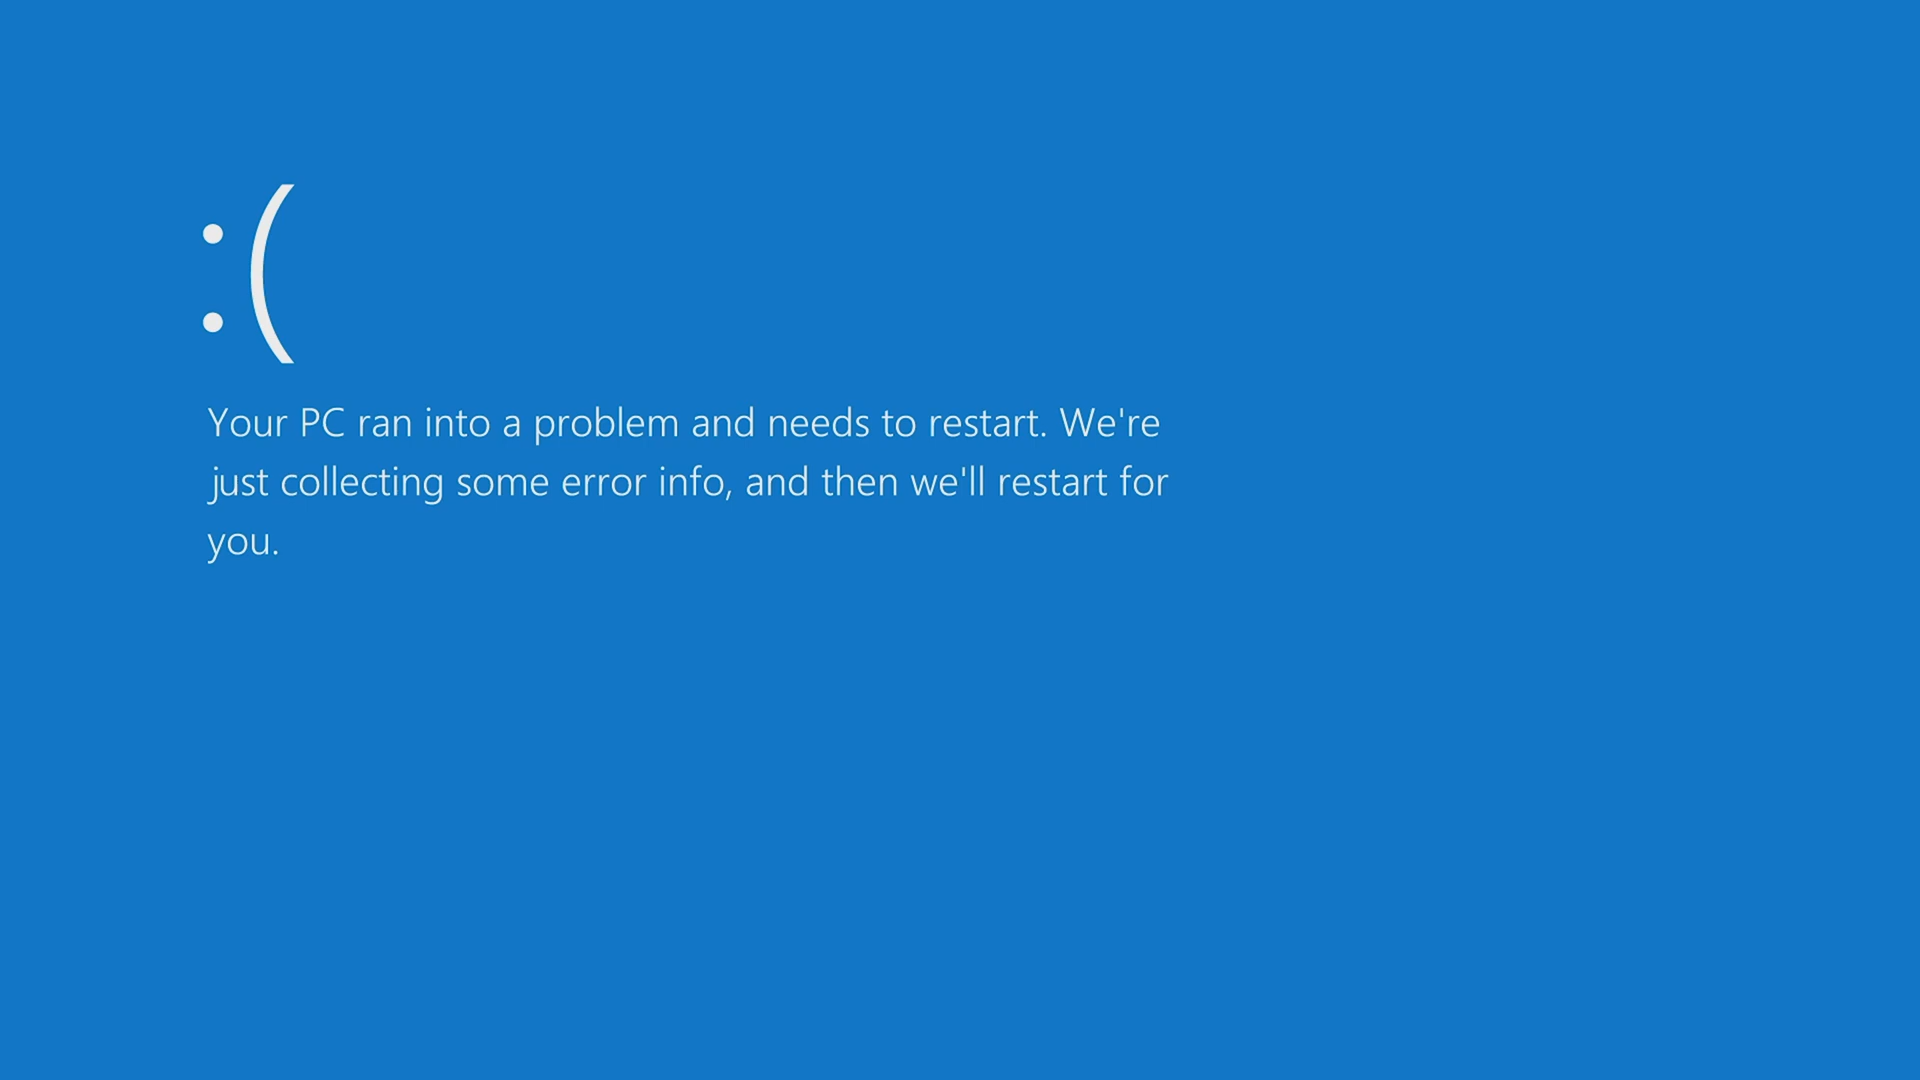 :(
Your PC ran into a problem and needs to restart. We're
just collecting some error info, and then we'll restart for
you.